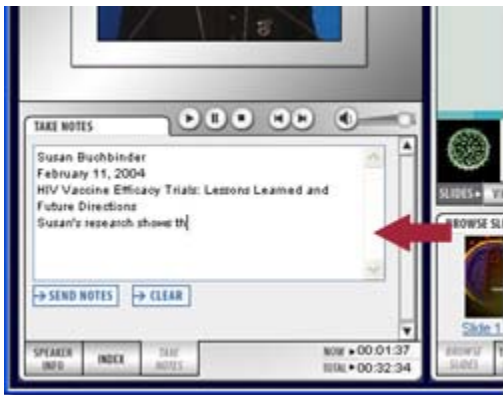 TAKE NOTES
Susan Buchbinder
February 11, 2004
HIV Vaccine Efficacy Trials: Lessons Learned and
Future Directions
Susan's research shows th
SEND NOTES
CLEAR
SPEAKER
INFO
INDEX
TAKE
NOTES
NOW 00:01:37
TOTAL 00:32:34
SLIDES
VI
BROWSE SL
Slide 1
BROWSE
SLIDES